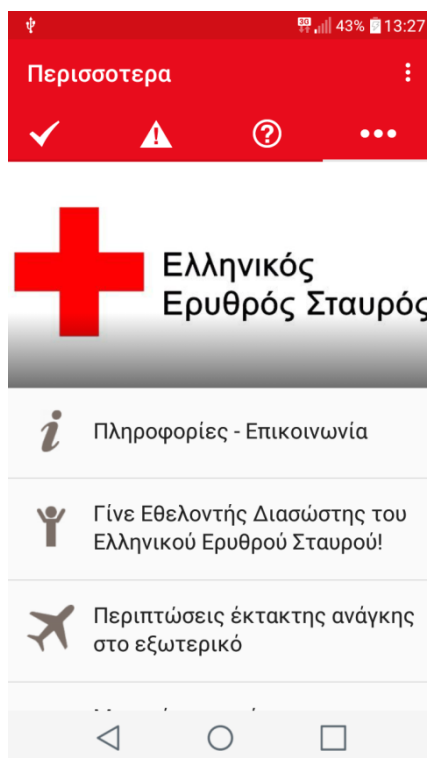 3G 43% 13:27
Περισσοτερα
Ελληνικός
Ερυθρός Σταυρός
Πληροφορίες - Επικοινωνία
Γίνε Εθελοντής Διασώστης του
Ελληνικού Ερυθρού Σταυρού!
Περιπτώσεις έκτακτης ανάγκης
στο εξωτερικό